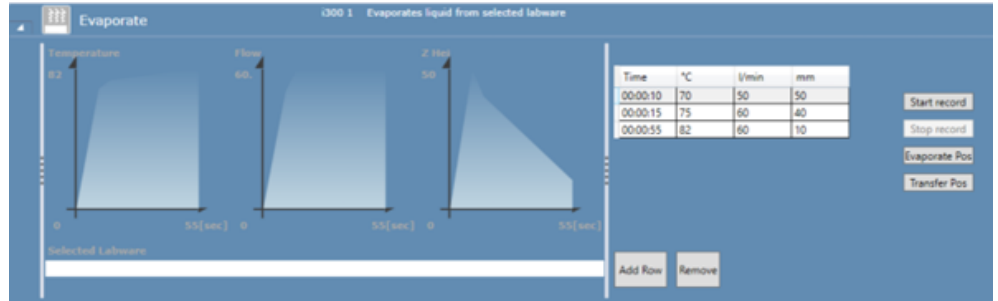 Evaporate
i300 1 Evaporates liquid from selected labware
Temperature
82
0
55[sec]
Flow
60.
0
55[sec]
Z Hei
50
0
55[sec]
Time °C l/min mm
00:00:10 70 50 50
00:00:15 75 60 40
00:00:55 82 60 10
Start record
Stop record
Evaporate Pos
Transfer Pos
Selected Labware
Add Row Remove